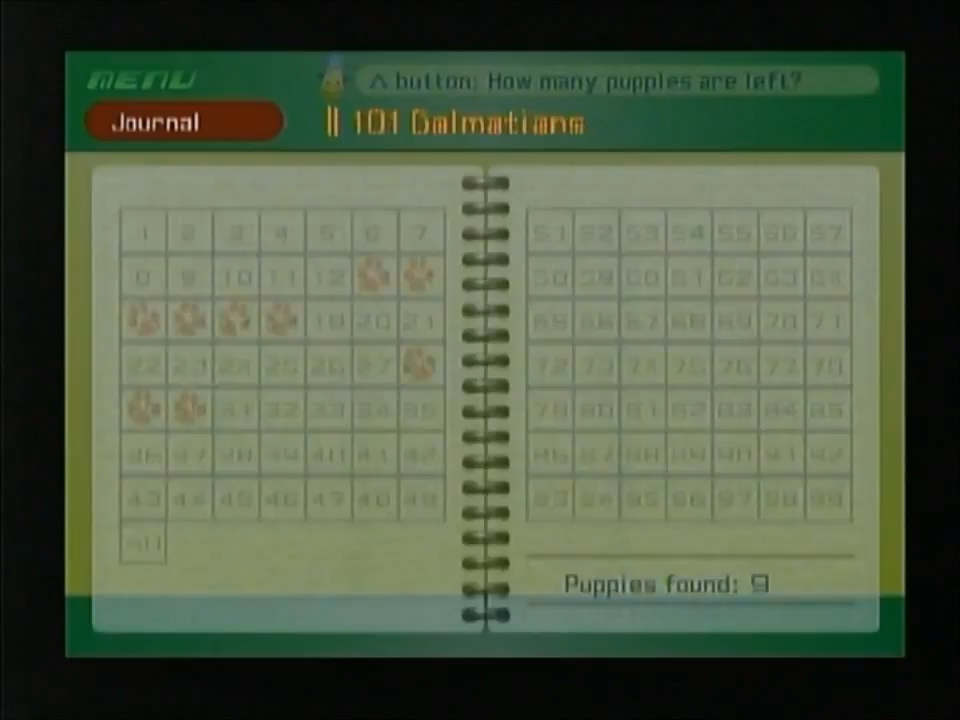 MENU
△ button: How many puppies are left?
Journal
101 Dalmatians
1 2 3 4 5 6 7
8 9 10 11 12
19 20 21
22 23 24 25 26 27
31 32 33 34 35
36 37 38 39 40 41 42
43 44 45 46 47 48 49
50
51 52 53 54 55 56 57
58 59 60 61 62 63 64
65 66 67 68 69 70 71
72 73 74 75 76 77 78
79 80 81 82 83 84 85
86 87 88 89 90 91 92
93 94 95 96 97 98 99
Puppies found: 9